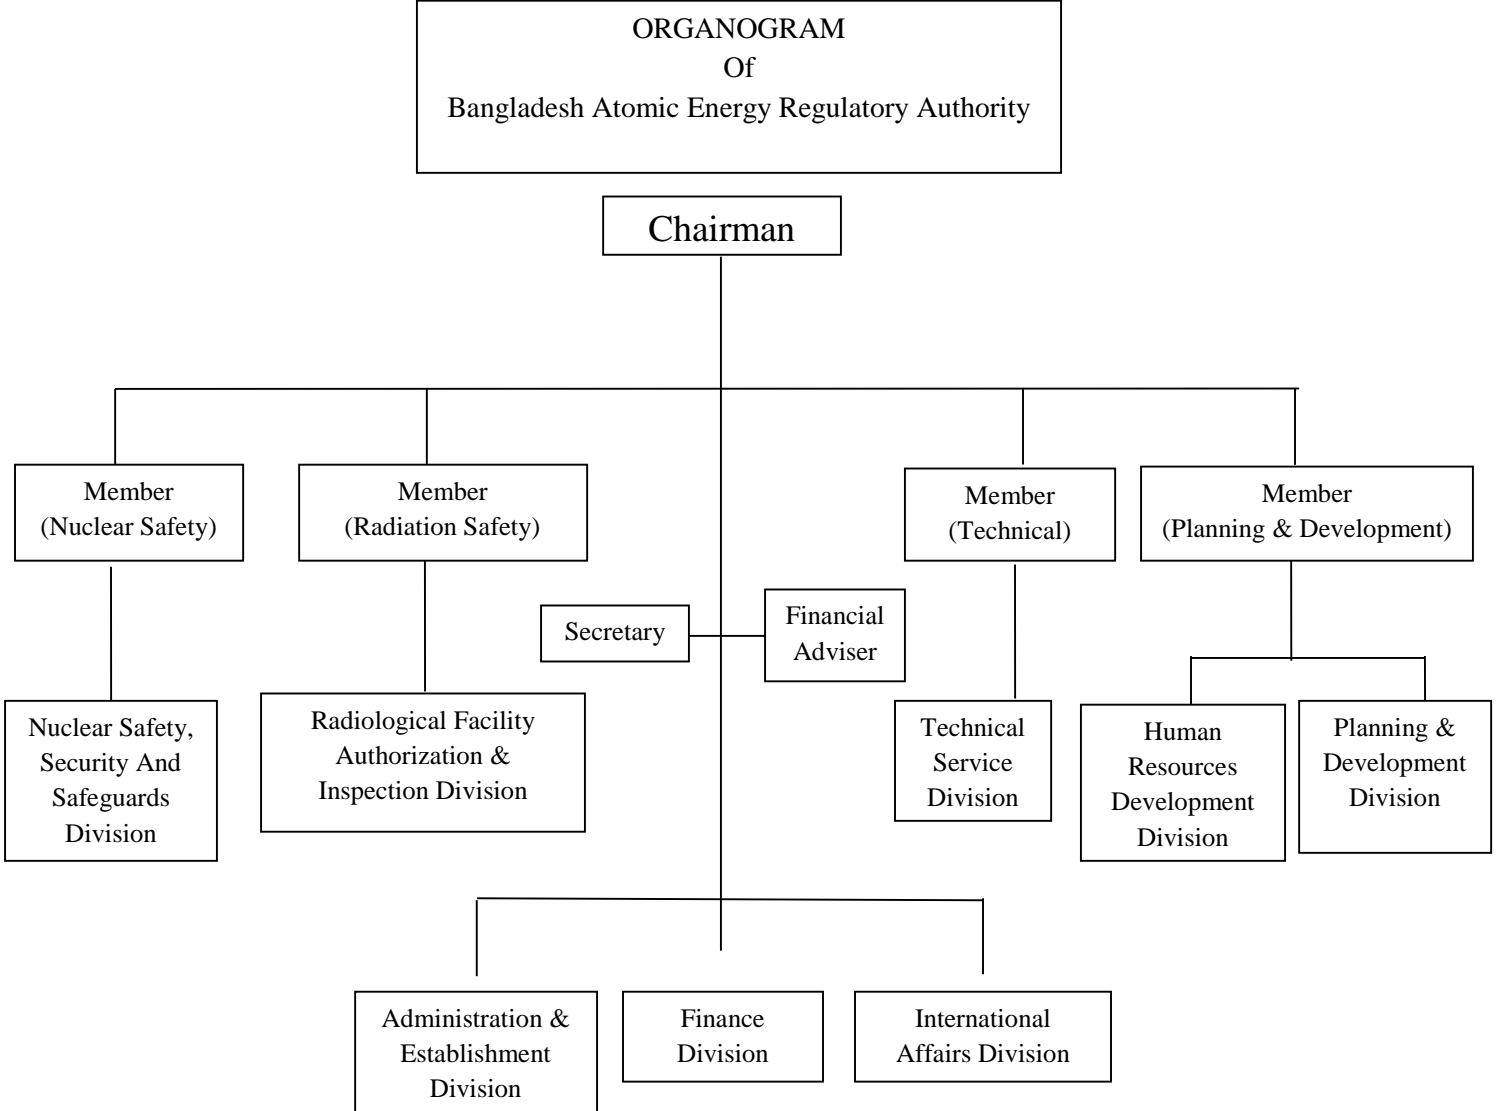 ORGANOGRAM
Of
Bangladesh Atomic Energy Regulatory Authority
Chairman
Member
(Nuclear Safety)
Member
(Radiation Safety)
Member
(Technical)
Member
(Planning & Development)
Secretary
Financial
Adviser
Nuclear Safety,
Security And
Safeguards
Division
Radiological Facility
Authorization &
Inspection Division
Technical
Service
Division
Human
Resources
Development
Division
Planning &
Development
Division
Administration &
Establishment
Division
Finance
Division
International
Affairs Division